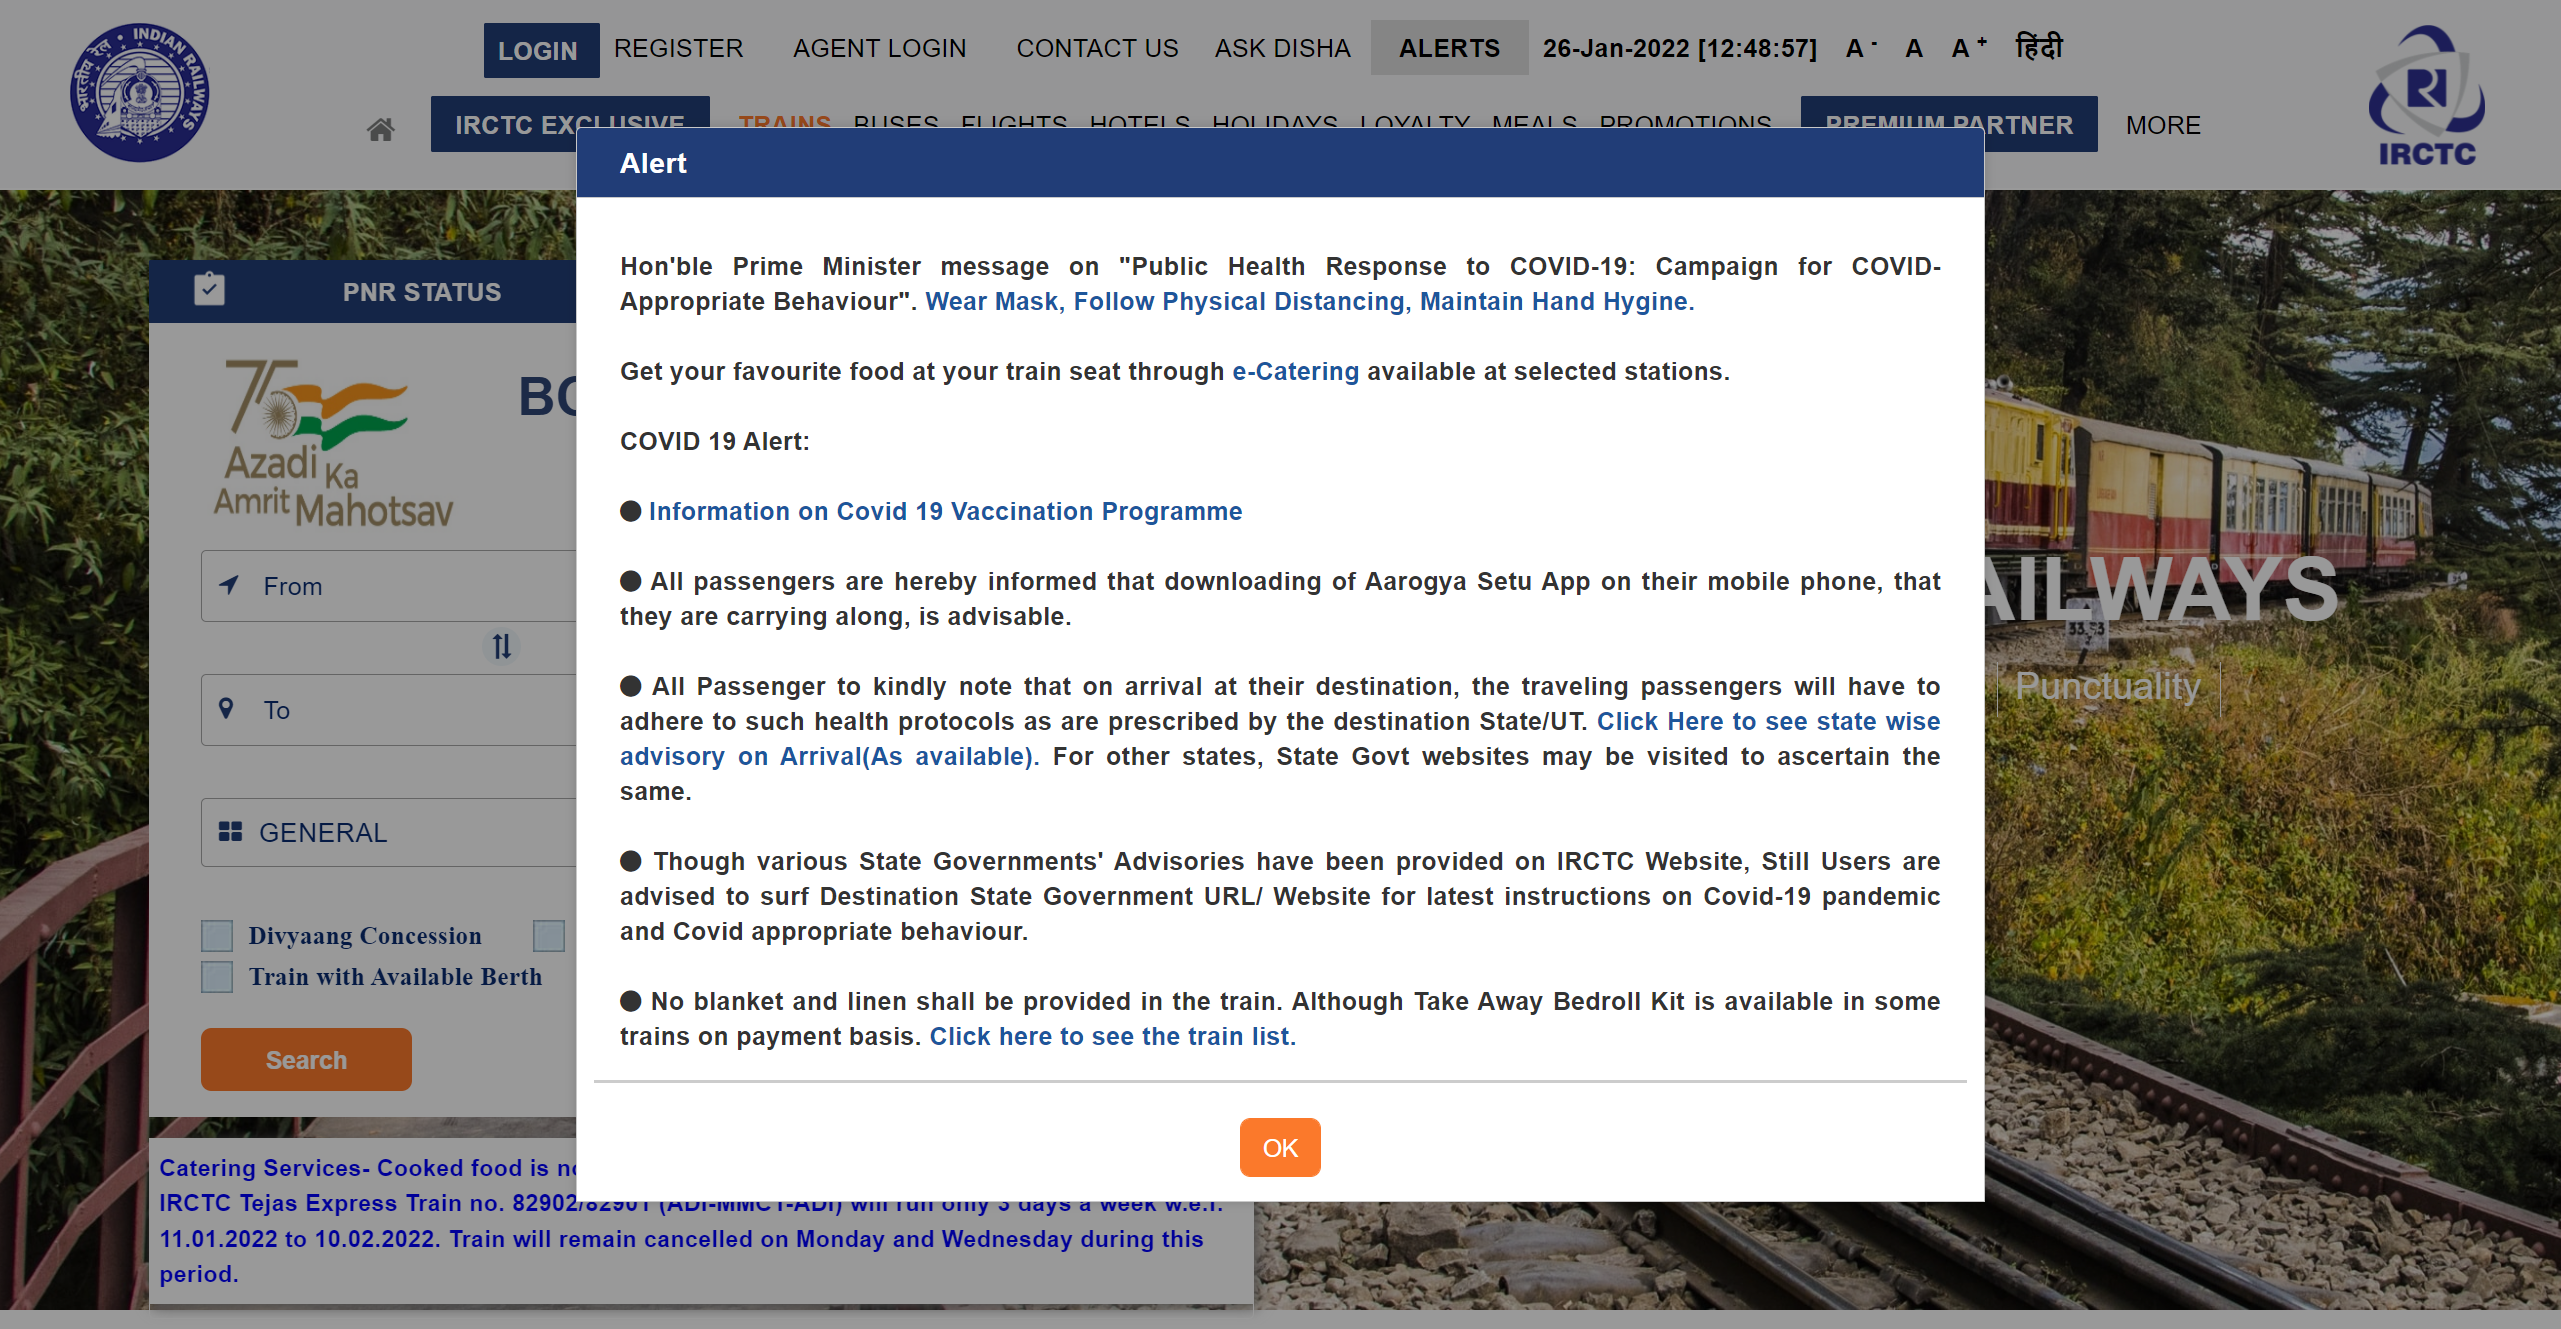 भारतीय रेल • INDIAN RAILWAYS
LOGIN REGISTER AGENT LOGIN CONTACT US ASK DISHA ALERTS 26-Jan-2022 [12:48:57] A - A A + हिंदी
IRCTC EXCLUSIVE TRAINS BUSES FLIGHTS HOTELS HOLIDAYS LOYALTY MEALS PROMOTIONS PREMIUM PARTNER MORE
IRCTC
Alert
Hon'ble Prime Minister message on "Public Health Response to COVID-19: Campaign for COVID-
Appropriate Behaviour". Wear Mask, Follow Physical Distancing, Maintain Hand Hygine.
Get your favourite food at your train seat through e-Catering available at selected stations.
COVID 19 Alert:
● Information on Covid 19 Vaccination Programme
● All passengers are hereby informed that downloading of Aarogya Setu App on their mobile phone, that
they are carrying along, is advisable.
● All Passenger to kindly note that on arrival at their destination, the traveling passengers will have to
adhere to such health protocols as are prescribed by the destination State/UT. Click Here to see state wise
advisory on Arrival(As available). For other states, State Govt websites may be visited to ascertain the
same.
● Though various State Governments' Advisories have been provided on IRCTC Website, Still Users are
advised to surf Destination State Government URL/ Website for latest instructions on Covid-19 pandemic
and Covid appropriate behaviour.
● No blanket and linen shall be provided in the train. Although Take Away Bedroll Kit is available in some
trains on payment basis. Click here to see the train list.
OK
PNR STATUS
75
Azadi Ka
Amrit Mahotsav
From
To
GENERAL
Divyaang Concession
Train with Available Berth
Search
Catering Services- Cooked food is
IRCTC Tejas Express Train no. 82902/82901 (ADI-MMCT-ADI) will run only 3 days a week w.e.f.
11.01.2022 to 10.02.2022. Train will remain cancelled on Monday and Wednesday during this
period.
AILWAYS
Punctuality